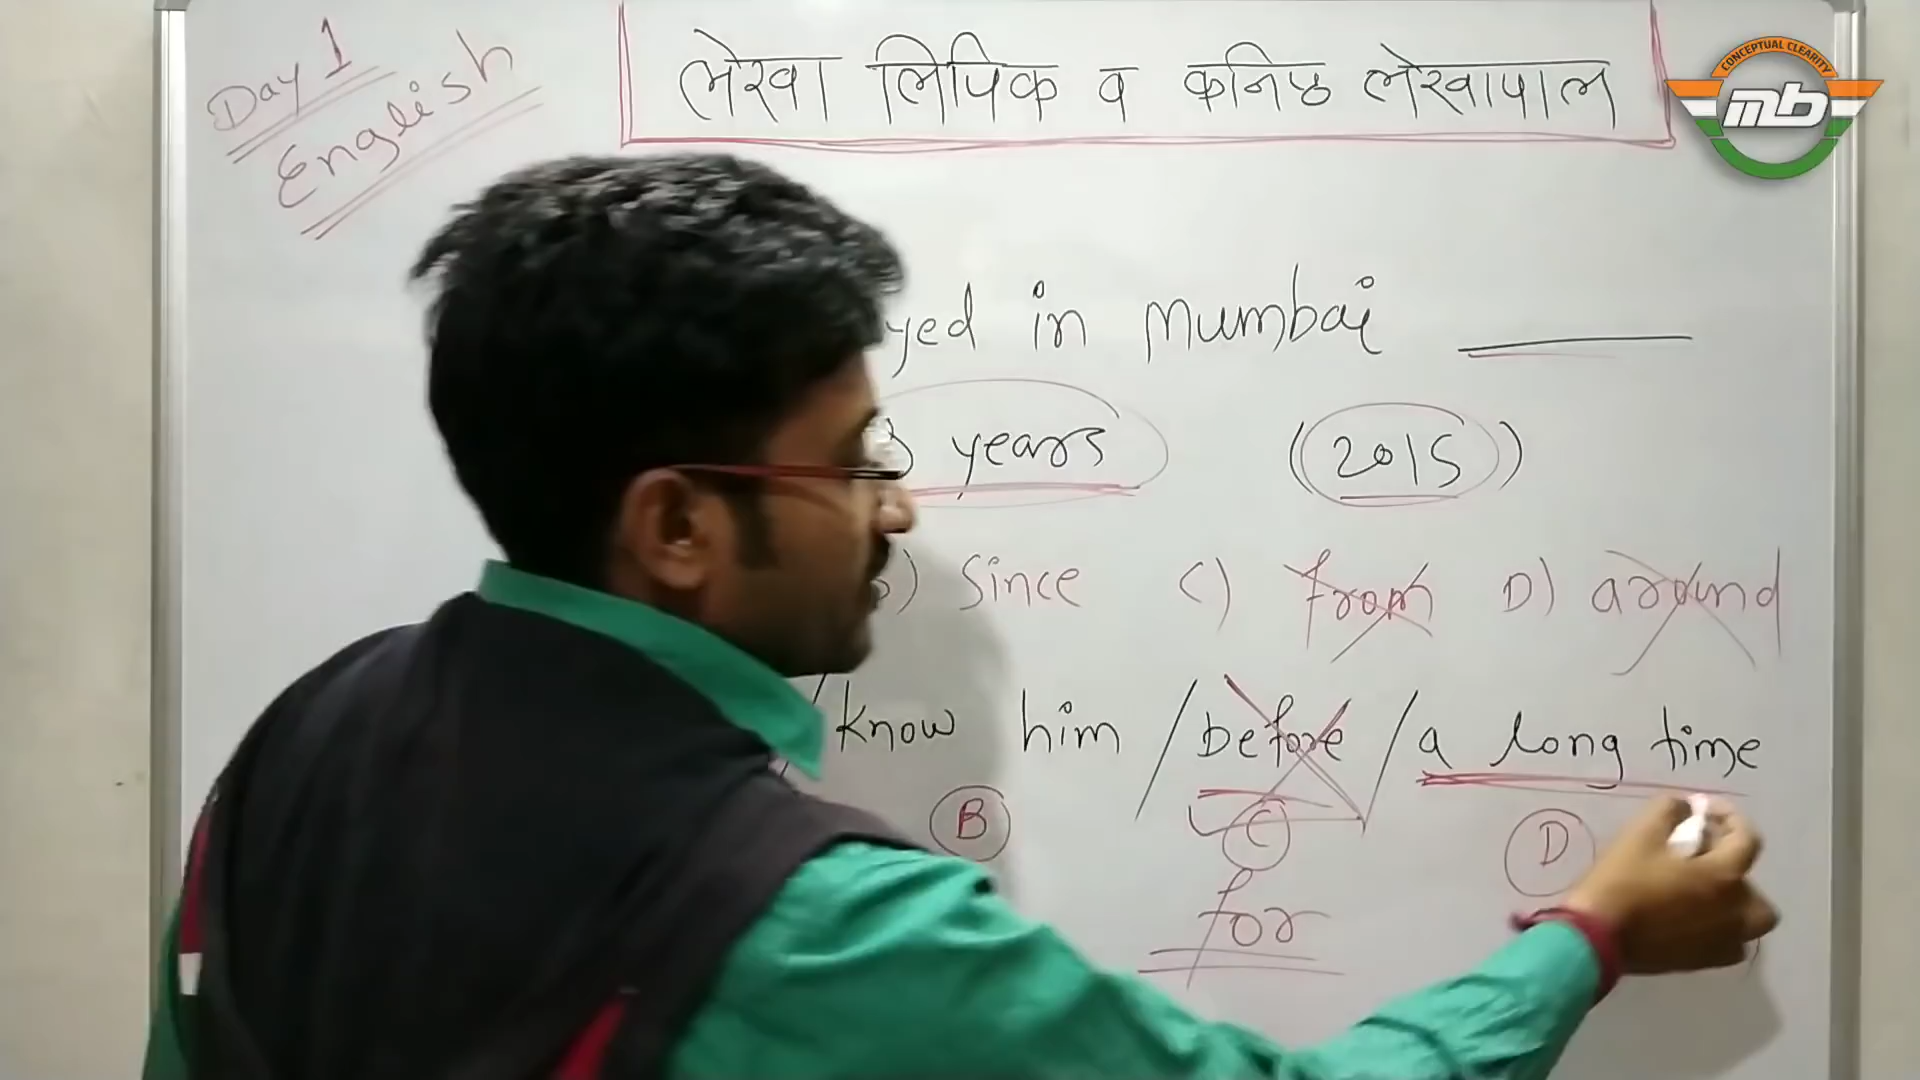 Day 1
English
लेखा लिपिक व कनिष्ठ लेखापाल
CONCEPTUAL CLEARITY
mb
in Mumbai
years (2015)
) Since C) from D) around
/ know him / before / a long time
B C D
for